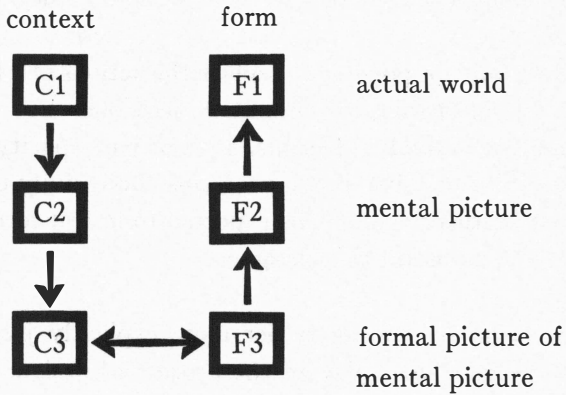 context form
C1 F1 actual world
C2 F2 mental picture
C3 F3 formal picture of
mental picture